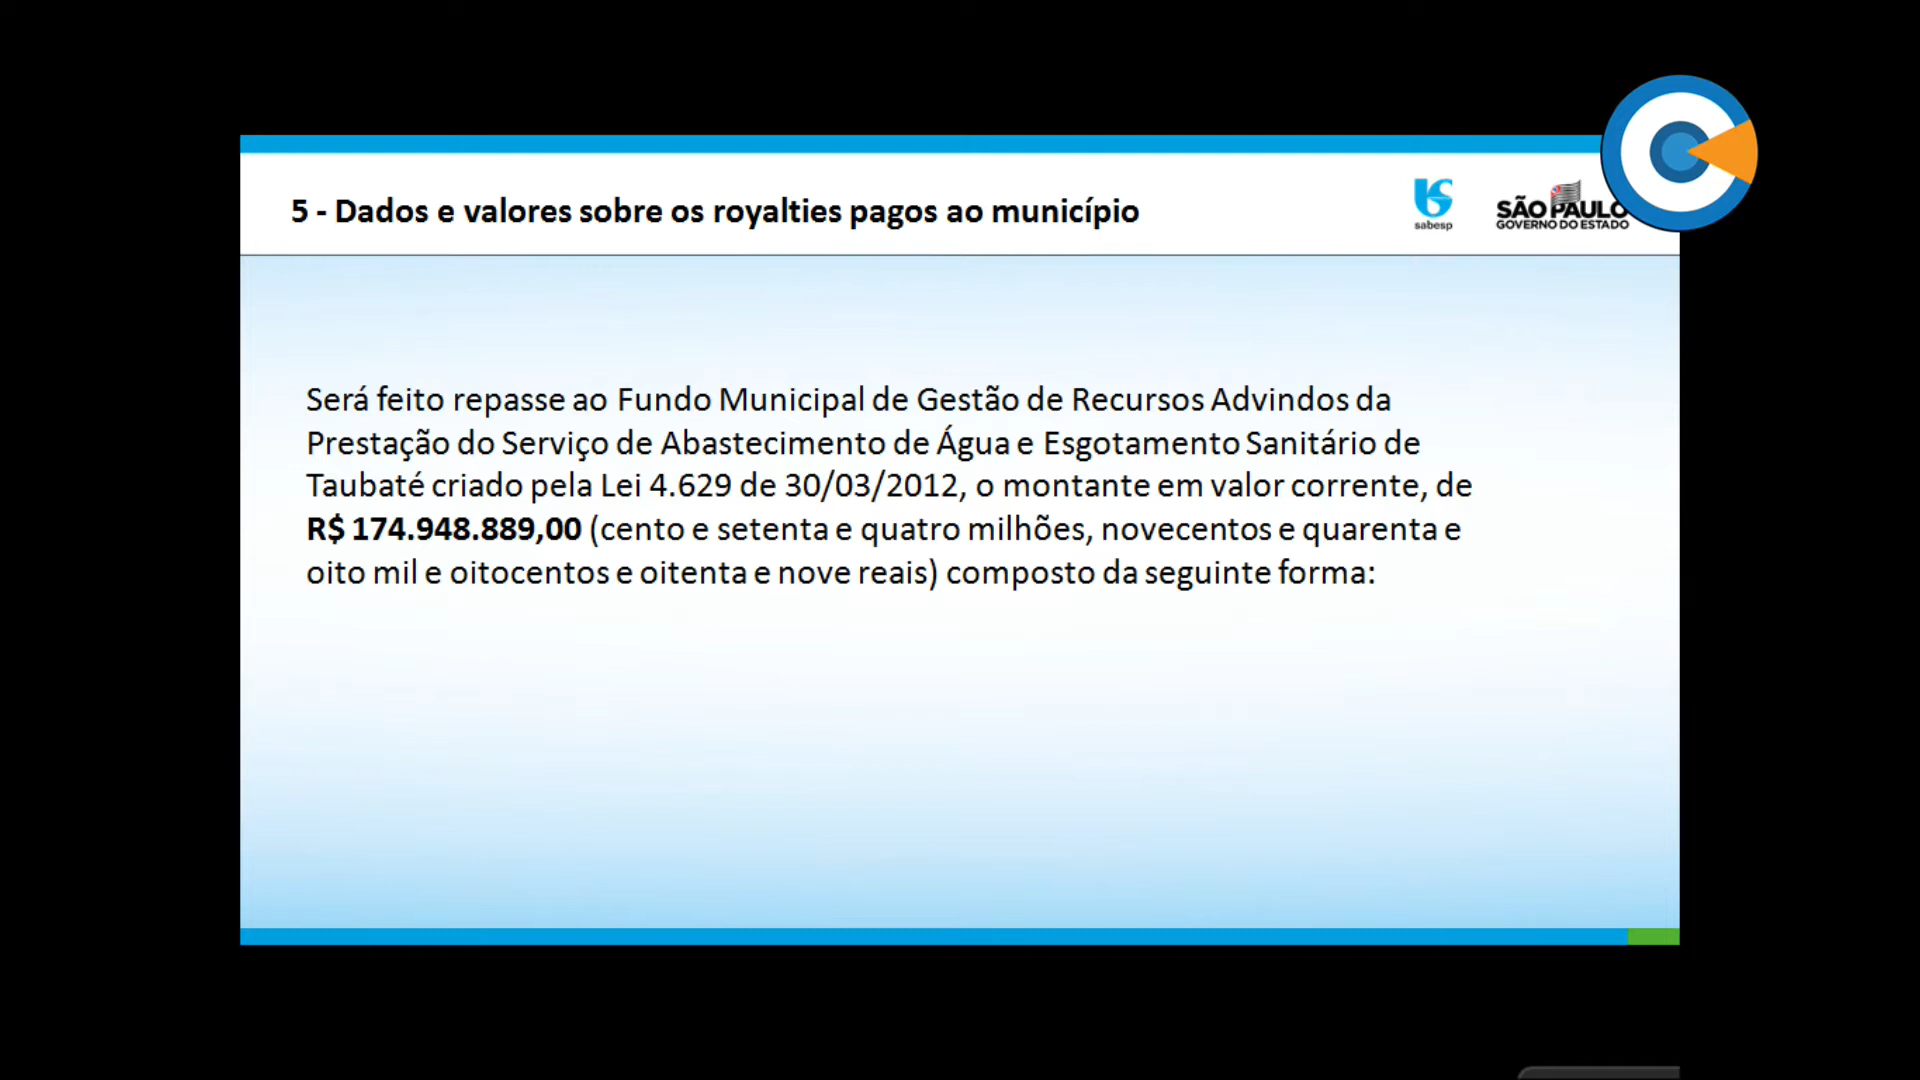 5 - Dados e valores sobre os royalties pagos ao município
sabesp
SÃO PAULO
GOVERNO DO ESTADO
Será feito repasse ao Fundo Municipal de Gestão de Recursos Advindos da
Prestação do Serviço de Abastecimento de Água e Esgotamento Sanitário de
Taubaté criado pela Lei 4.629 de 30/03/2012, o montante em valor corrente, de
R$ 174.948.889,00 (cento e setenta e quatro milhões, novecentos e quarenta e
oito mil e oitocentos e oitenta e nove reais) composto da seguinte forma: